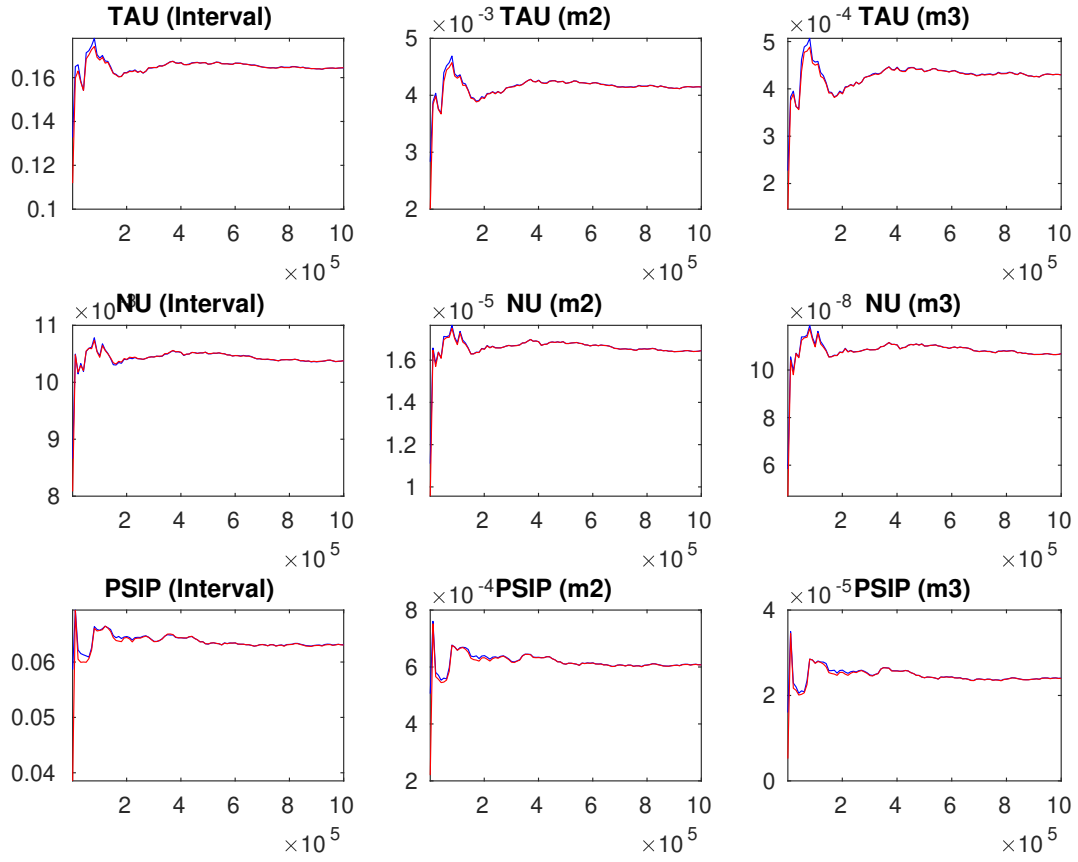 TAU (Interval)
0.16
0.14
0.12
0.1
2 4 6 8 10
×10 5
×10 -3 TAU (m2)
5
4
3
2
2 4 6 8 10
×10 5
×10 -4 TAU (m3)
5
4
3
2
2 4 6 8 10
×10 5
×10 -3 NU (Interval)
11
10
9
8
2 4 6 8 10
×10 5
×10 -5 NU (m2)
1.6
1.4
1.2
1
2 4 6 8 10
×10 5
×10 -8 NU (m3)
10
8
6
2 4 6 8 10
×10 5
PSIP (Interval)
0.06
0.05
0.04
2 4 6 8 10
×10 5
×10 -4 PSIP (m2)
8
6
4
2
2 4 6 8 10
×10 5
×10 -5 PSIP (m3)
4
2
0
2 4 6 8 10
×10 5